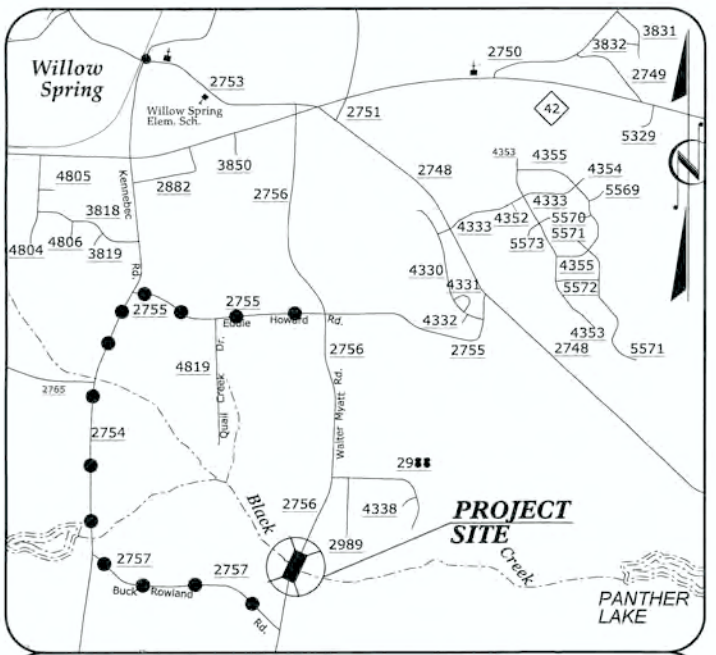 3831
3832
2750
Willow
Spring
2753
2749
Willow Spring
Elem. Sch.
42
2751
5329
3850
4353
4355
4805
2882
2748
4354
Kennebec
Rd.
2756
4333
5569
3818
4352
5570
4333
4804
4806
3819
5573
5571
4330
4355
4331
5572
2755
2755
Eddie Howard Rd.
4332
4353
2756
2755
2748
5571
4819
2765
Quail Creek Dr.
Walter Myatt Rd.
2754
2988
2756
4338
Black
Creek
PROJECT
SITE
2989
2757
2757
Buck Rowland
Rd.
PANTHER
LAKE